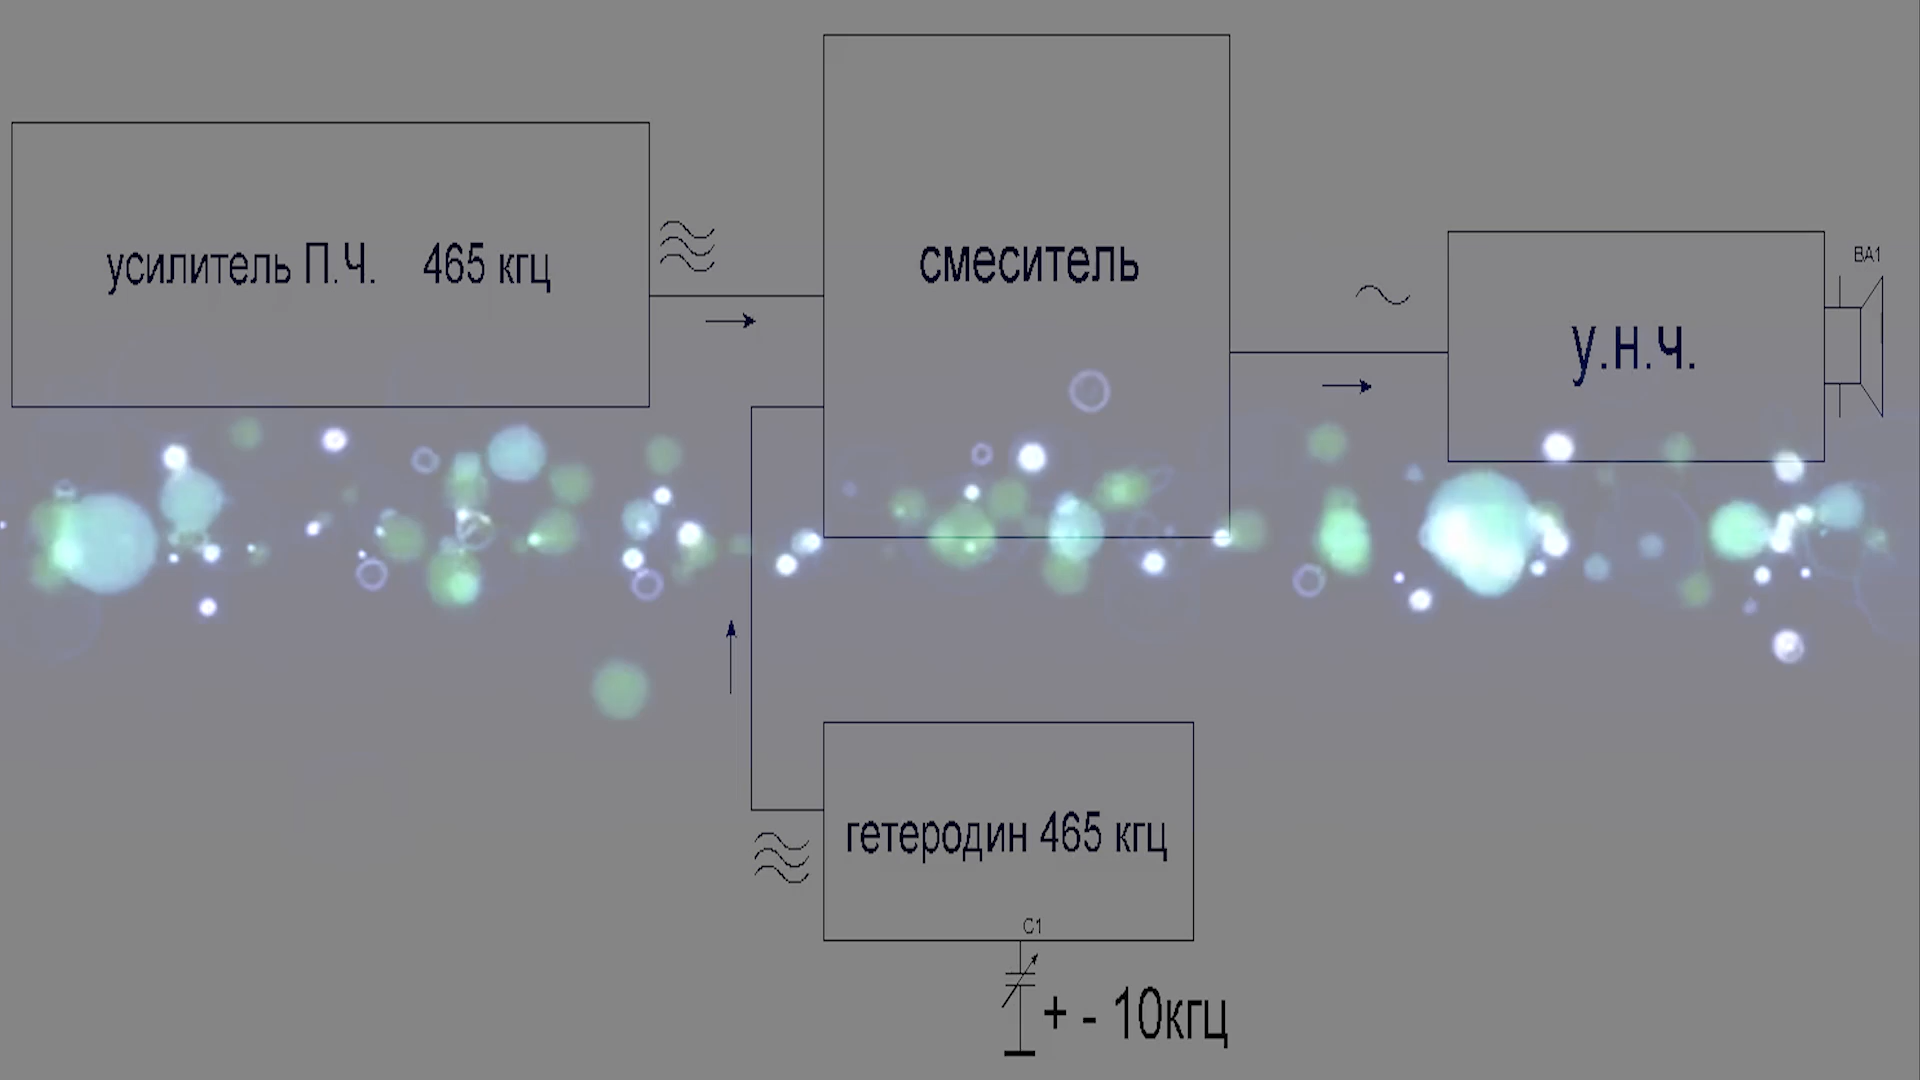 усилитель П.Ч. 465 кгц
смеситель
BA1
у.н.ч.
гетеродин 465 кгц
C1
+ - 10кгц